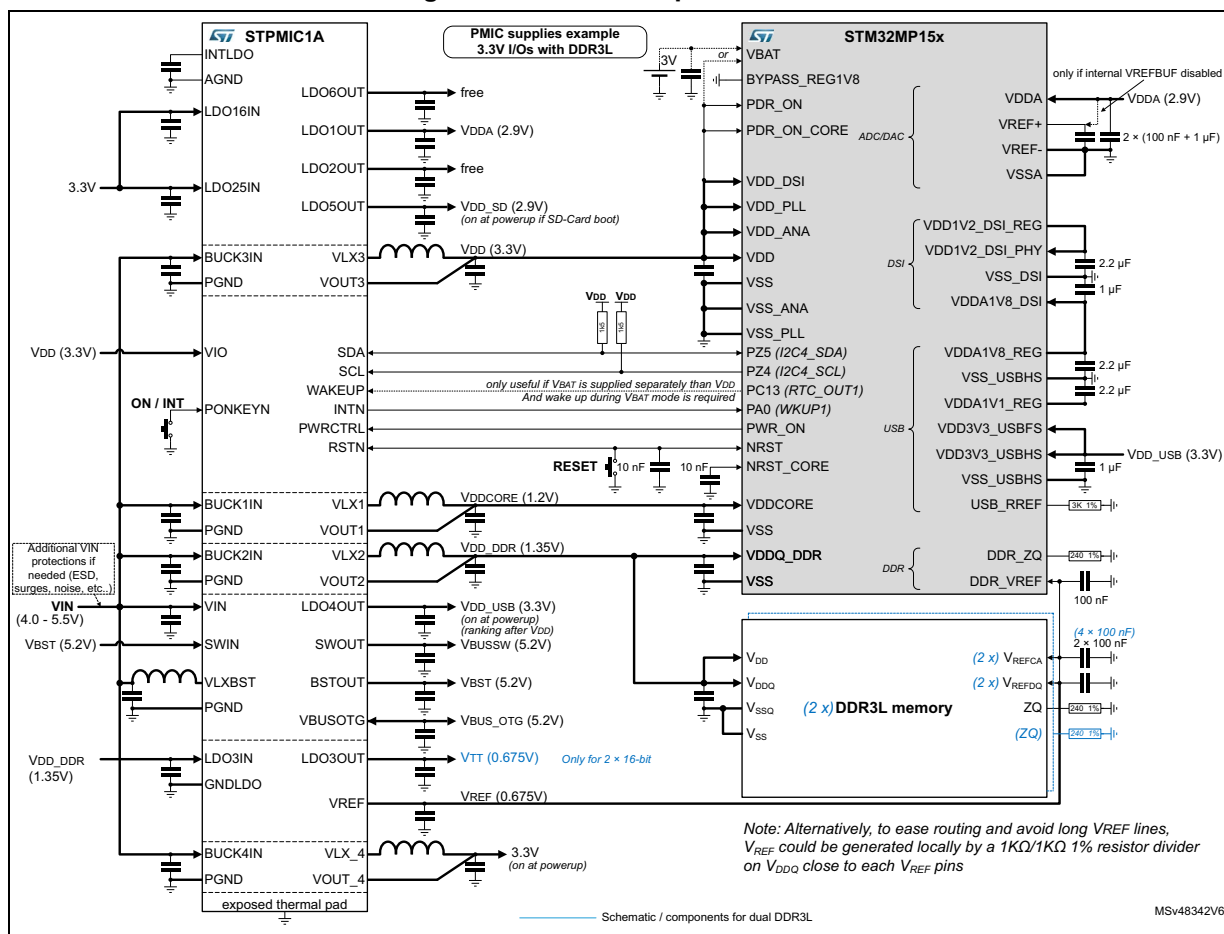 STPMIC1A
INTLDO
AGND
LDO16IN
3.3V
LDO25IN
BUCK3IN
PGND
VDD (3.3V)
VIO
ON / INT
PONKEYN
BUCK1IN
PGND
Additional VIN
protections if
needed (ESD,
surges, noise, etc..)
BUCK2IN
PGND
VIN
(4.0 - 5.5V)
VIN
VBST (5.2V)
SWIN
VLXBST
PGND
VDD_DDR
(1.35V)
LDO3IN
GNDLDO
BUCK4IN
PGND
exposed thermal pad
LDO6OUT
free
LDO1OUT
VDDA (2.9V)
LDO2OUT
free
LDO5OUT
VDD_SD (2.9V)
(on at powerup if SD-Card boot)
VLX3
VDD (3.3V)
VOUT3
SDA
SCL
WAKEUP
INTN
PWRCTRL
RSTN
VLX1
VDDCORE (1.2V)
VOUT1
VLX2
VDD_DDR (1.35V)
VOUT2
LDO4OUT
VDD_USB (3.3V)
(on at powerup)
(ranking after VDD)
SWOUT
VBUSSW (5.2V)
BSTOUT
VBST (5.2V)
VBUSOTG
VBUS_OTG (5.2V)
LDO3OUT
VTT (0.675V)
Only for 2 × 16-bit
VREF
VREF (0.675V)
VLX_4
3.3V
(on at powerup)
VOUT_4
PMIC supplies example
3.3V I/Os with DDR3L
VDD
VDD
1k5
1k5
only useful if VBAT is supplied separately than VDD
And wake up during VBAT mode is required
RESET
10 nF
10 nF
3V
or
STM32MP15x
VBAT
BYPASS_REG1V8
PDR_ON
PDR_ON_CORE
VDD_DSI
VDD_PLL
VDD_ANA
VDD
VSS
VSS_ANA
VSS_PLL
PZ5 (I2C4_SDA)
PZ4 (I2C4_SCL)
PC13 (RTC_OUT1)
PA0 (WKUP1)
PWR_ON
NRST
NRST_CORE
VDDCORE
VSS
VDDQ_DDR
VSS
only if internal VREFBUF disabled
ADC/DAC
VDDA
VDDA (2.9V)
VREF+
2 × (100 nF + 1 µF)
VREF-
VSSA
DSI
VDD1V2_DSI_REG
VDD1V2_DSI_PHY
2.2 µF
VSS_DSI
1 µF
VDDA1V8_DSI
USB
VDDA1V8_REG
2.2 µF
VSS_USBHS
2.2 µF
VDDA1V1_REG
VDD3V3_USBFS
VDD3V3_USBHS
VDD_USB (3.3V)
1 µF
VSS_USBHS
USB_RREF
3K 1%
DDR
DDR_ZQ
240 1%
DDR_VREF
100 nF
(4 × 100 nF)
2 × 100 nF
VDD
VDDQ
VSSQ
VSS
(2 x) DDR3L memory
(2 x) VREFCA
(2 x) VREFDQ
ZQ
240 1%
(ZQ)
240 1%
Note: Alternatively, to ease routing and avoid long VREF lines,
VREF could be generated locally by a 1KΩ/1KΩ 1% resistor divider
on VDDQ close to each VREF pins
Schematic / components for dual DDR3L
MSv48342V6